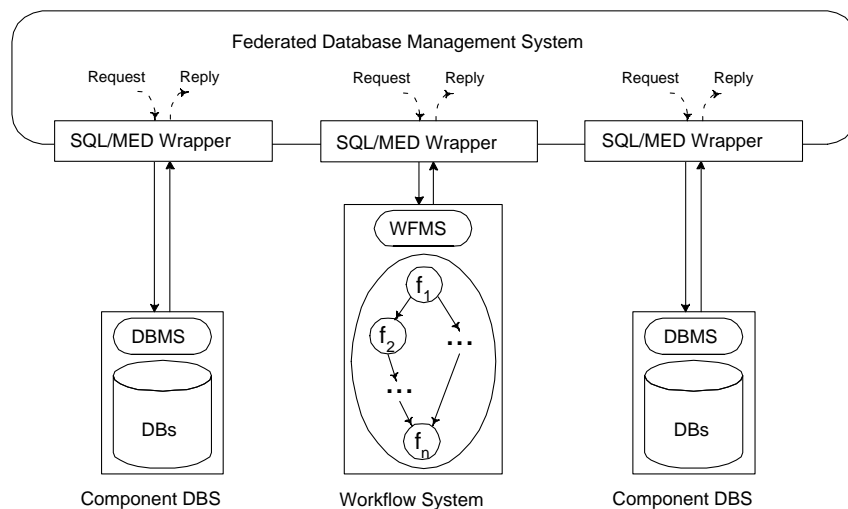 Federated Database Management System
Request Reply
Request Reply
Request Reply
SQL/MED Wrapper
SQL/MED Wrapper
SQL/MED Wrapper
WFMS
f1
f2
...
...
fn
DBMS
DBs
DBMS
DBs
Component DBS
Workflow System
Component DBS